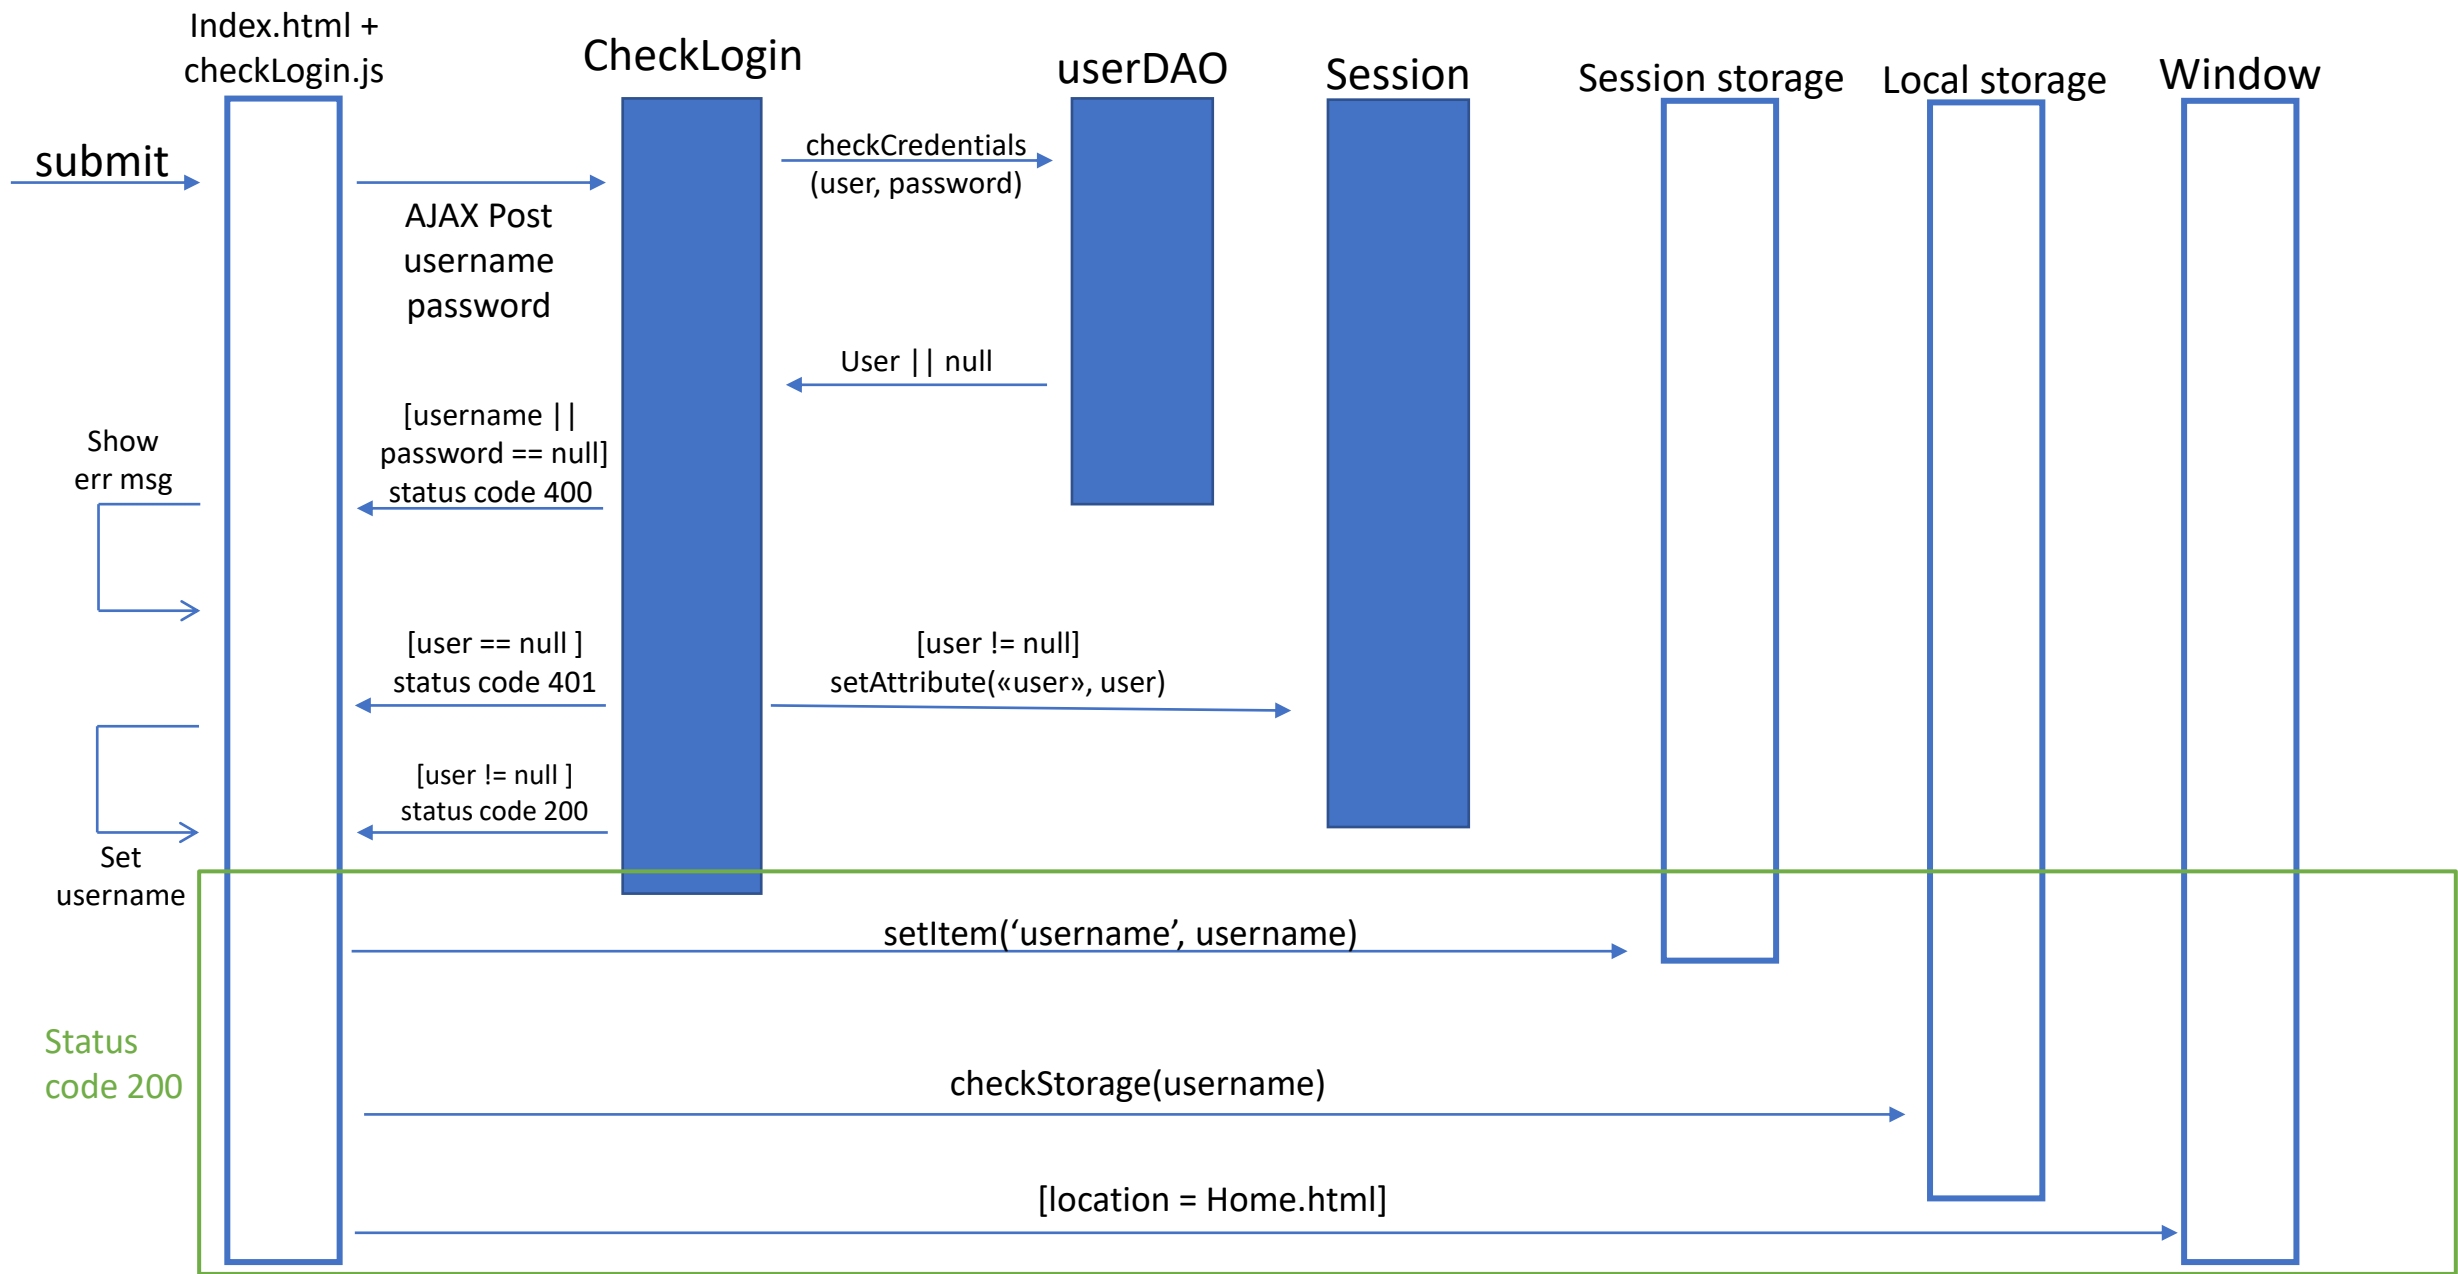 Index.html +
checkLogin.js
CheckLogin
userDAO
Session
Session storage
Local storage
Window
submit
AJAX Post
username
password
checkCredentials
(user, password)
User || null
[username ||
password == null]
status code 400
Show
err msg
[user == null ]
status code 401
[user != null]
setAttribute(«user», user)
[user != null ]
status code 200
Set
username
setItem(‘username’, username)
Status
code 200
checkStorage(username)
[location = Home.html]